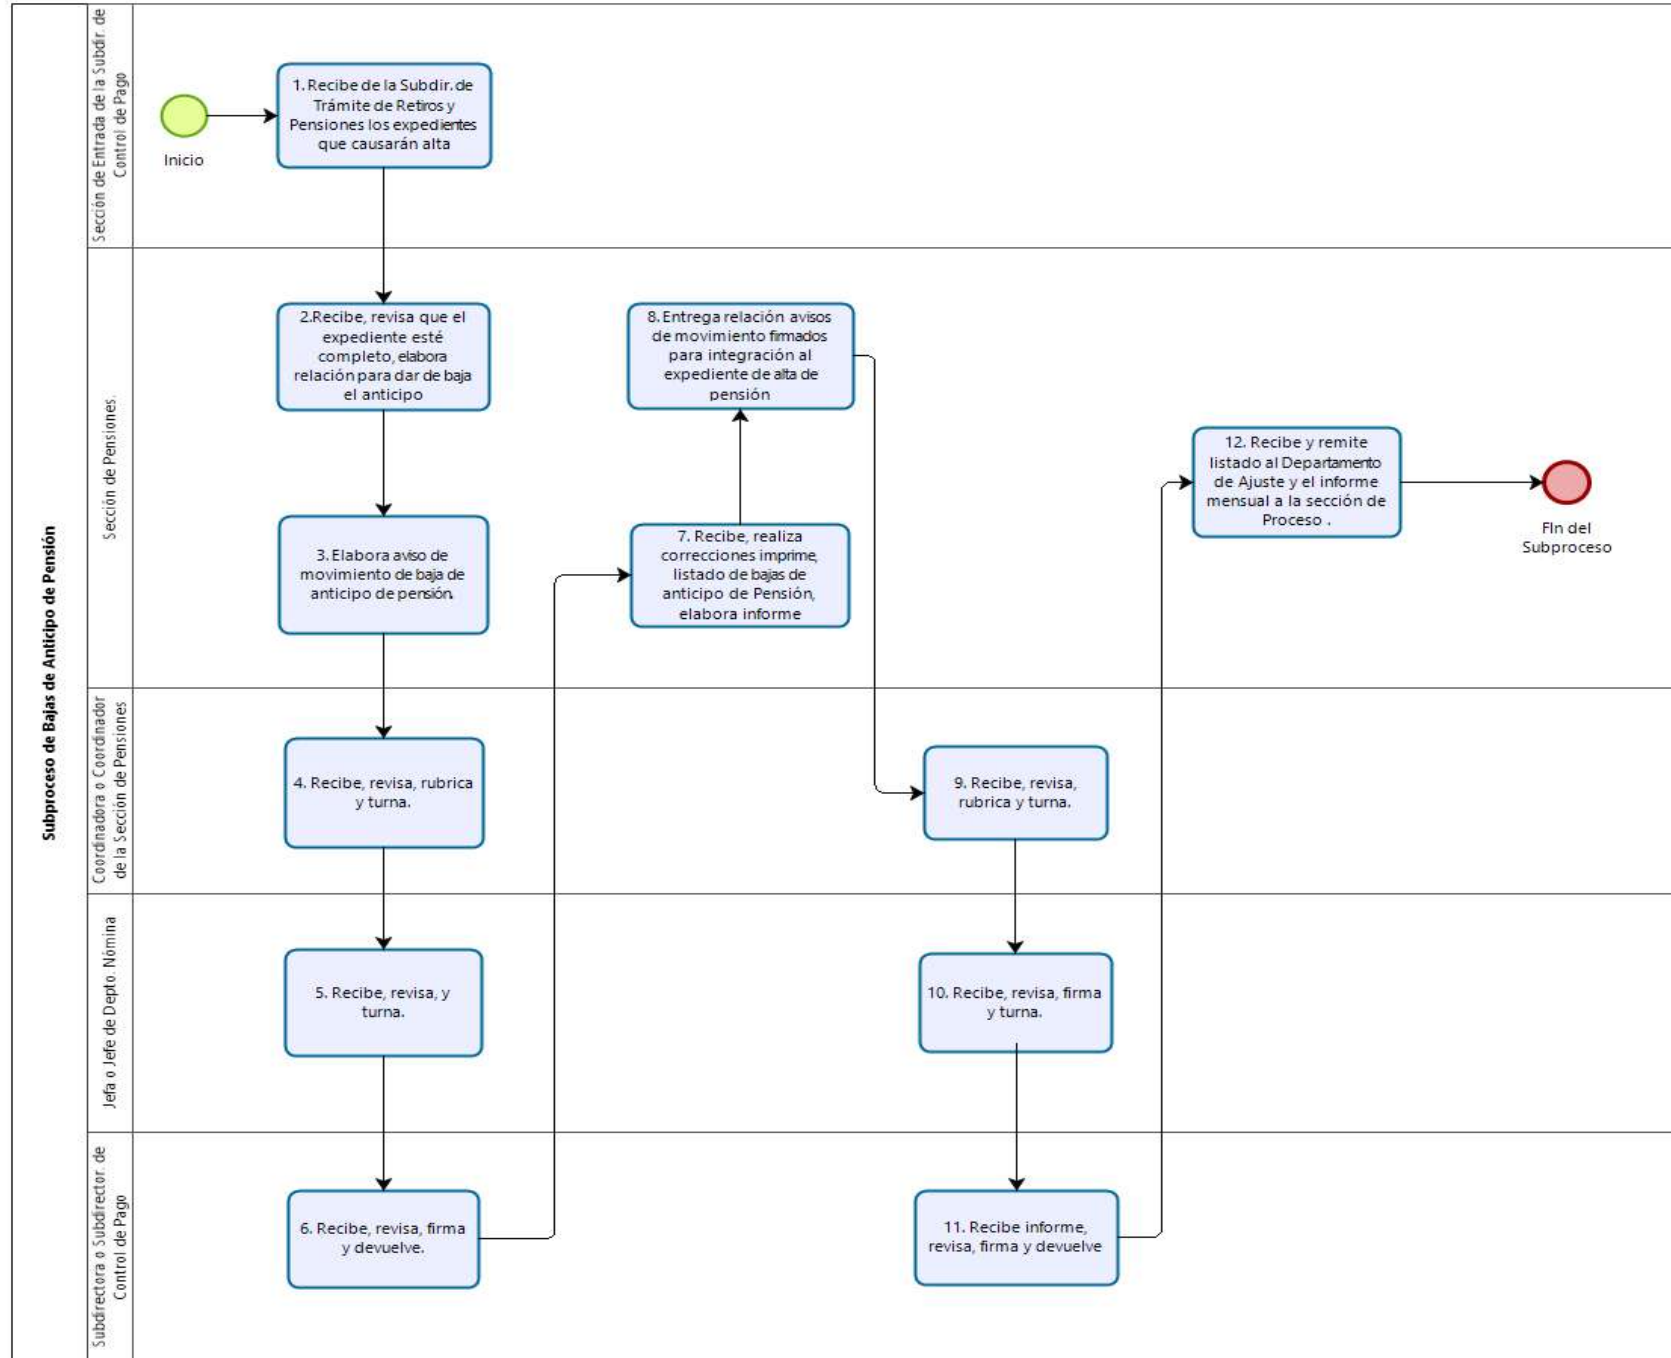 Subproceso de Bajas de Anticipo de Pensión
Sección de Entrada de la Subdir. de
Control de Pago
Inicio
1. Recibe de la Subdir. de
Trámite de Retiros y
Pensiones los expedientes
que causarán alta
Sección de Pensiones.
2.Recibe, revisa que el
expediente esté
completo, elabora
relación para dar de baja
el anticipo
3. Elabora aviso de
movimiento de baja de
anticipo de pensión.
8. Entrega relación avisos
de movimiento firmados
para integración al
expediente de alta de
pensión
7. Recibe, realiza
correcciones imprime,
listado de bajas de
anticipo de Pensión,
elabora informe
12. Recibe y remite
listado al Departamento
de Ajuste y el informe
mensual a la sección de
Proceso .
FIn del
Subproceso
Coordinadora o Coordinador
de la Sección de Pensiones
4. Recibe, revisa, rubrica
y turna.
9. Recibe, revisa,
rubrica y turna.
Jefa o Jefe de Depto. Nómina
5. Recibe, revisa, y
turna.
10. Recibe, revisa, firma
y turna.
Subdirectora o Subdirector. de
Control de Pago
6. Recibe, revisa, firma
y devuelve.
11. Recibe informe,
revisa, firma y devuelve